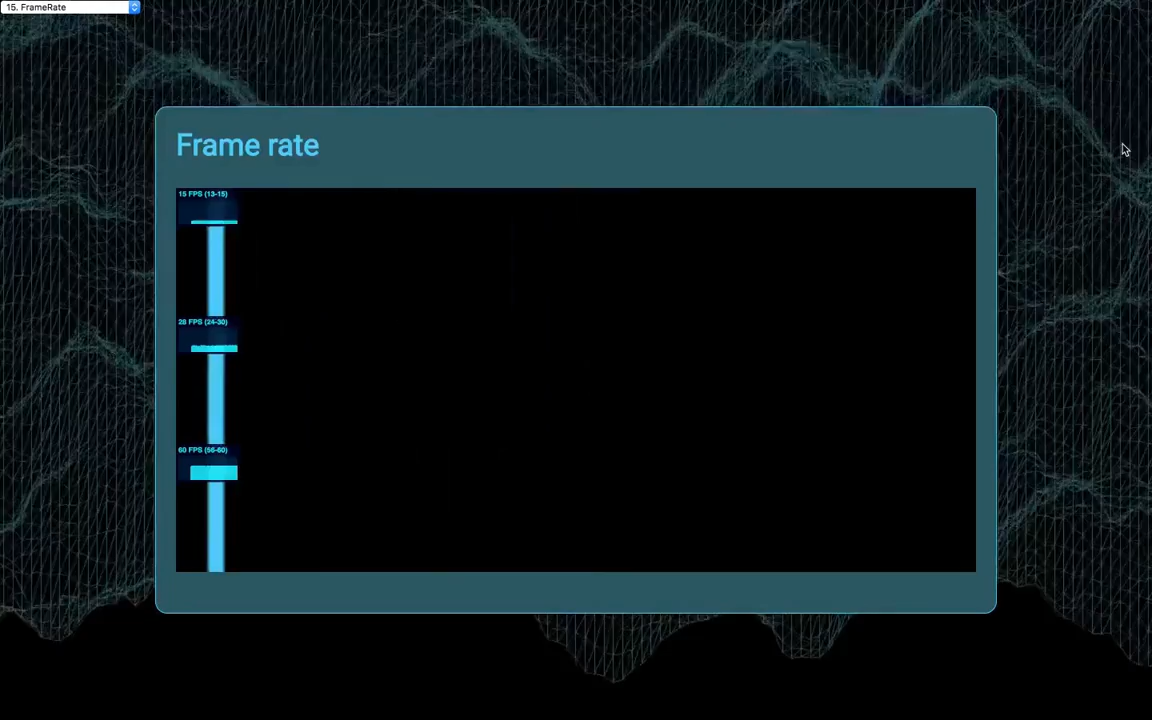 15. FrameRate
Frame rate
15 FPS (13-15)
28 FPS (24-30)
60 FPS (56-60)